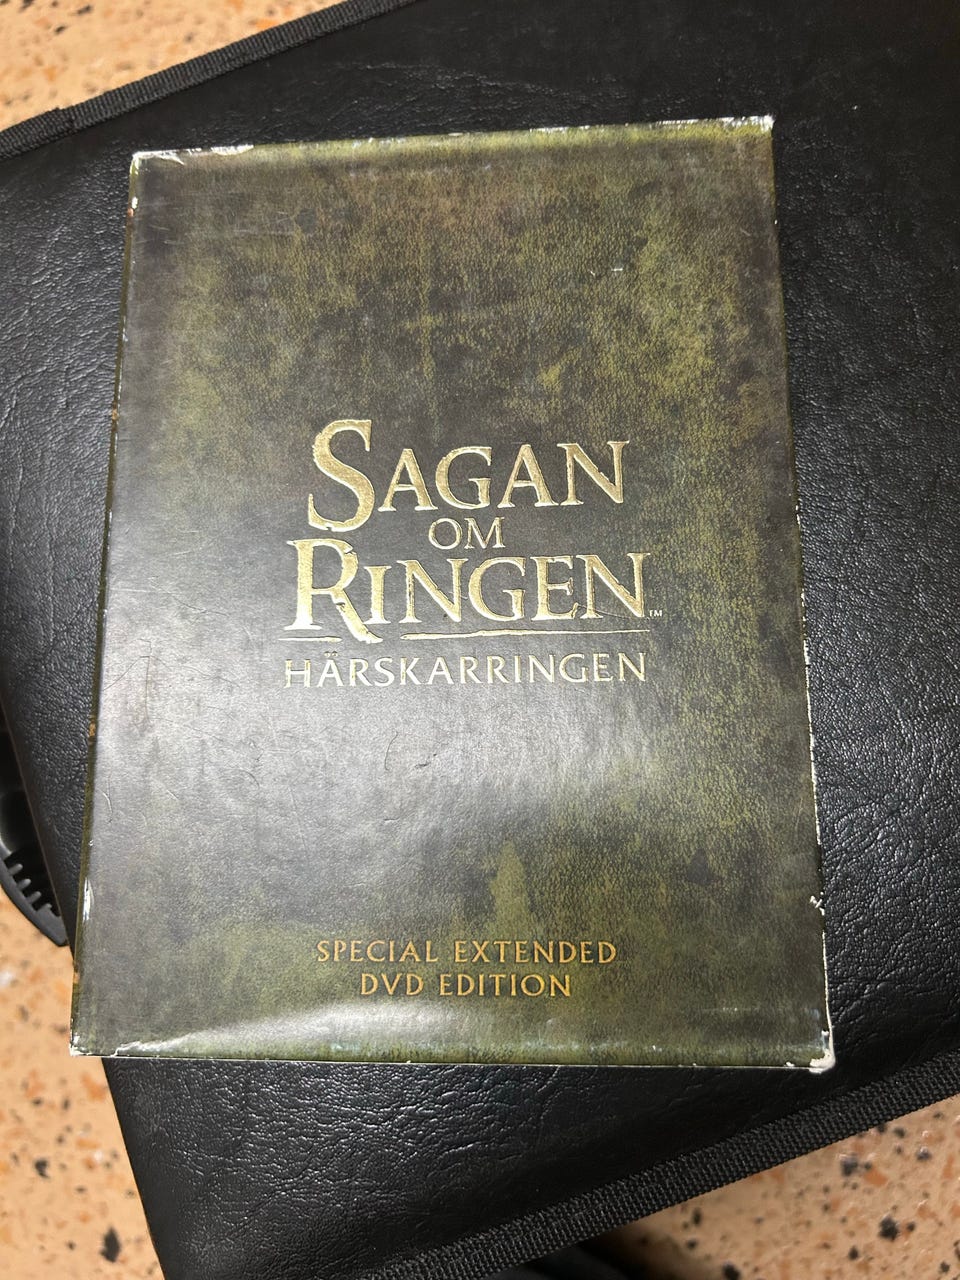 SAGAN
OM
RINGEN™
HÄRSKARRINGEN
SPECIAL EXTENDED
DVD EDITION